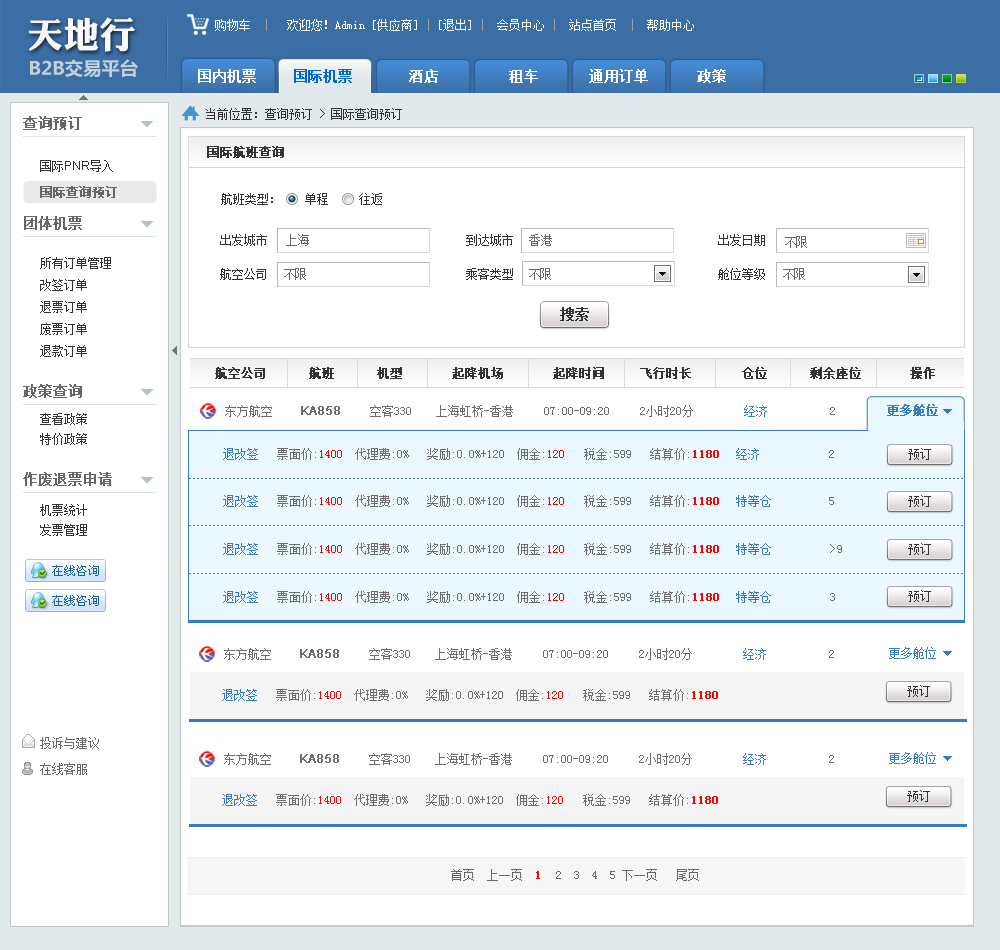 天地行
B2B交易平台
购物车 | 欢迎您! Admin [供应商] | [退出] | 会员中心 | 站点首页 | 帮助中心
国内机票 国际机票 酒店 租车 通用订单 政策
查询预订
国际PNR导入
国际查询预订
团体机票
所有订单管理
改签订单
退票订单
废票订单
退款订单
政策查询
查看政策
特价政策
作废退票申请
机票统计
发票管理
在线咨询
在线咨询
投诉与建议
在线客服
当前位置: 查询预订 > 国际查询预订
国际航班查询
航班类型: 单程 往返
出发城市 上海 到达城市 香港 出发日期 不限
航空公司 不限 乘客类型 不限 舱位等级 不限
搜索
航空公司 航班 机型 起降机场 起降时间 飞行时长 仓位 剩余座位 操作
东方航空 KA858 空客330 上海虹桥-香港 07:00-09:20 2小时20分 经济 2 更多舱位
退改签 票面价:1400 代理费:0% 奖励:0.0%+120 佣金:120 税金:599 结算价:1180 经济 2 预订
退改签 票面价:1400 代理费:0% 奖励:0.0%+120 佣金:120 税金:599 结算价:1180 特等仓 5 预订
退改签 票面价:1400 代理费:0% 奖励:0.0%+120 佣金:120 税金:599 结算价:1180 特等仓 >9 预订
退改签 票面价:1400 代理费:0% 奖励:0.0%+120 佣金:120 税金:599 结算价:1180 特等仓 3 预订
东方航空 KA858 空客330 上海虹桥-香港 07:00-09:20 2小时20分 经济 2 更多舱位
退改签 票面价:1400 代理费:0% 奖励:0.0%+120 佣金:120 税金:599 结算价:1180 预订
东方航空 KA858 空客330 上海虹桥-香港 07:00-09:20 2小时20分 经济 2 更多舱位
退改签 票面价:1400 代理费:0% 奖励:0.0%+120 佣金:120 税金:599 结算价:1180 预订
首页 上一页 1 2 3 4 5 下一页 尾页